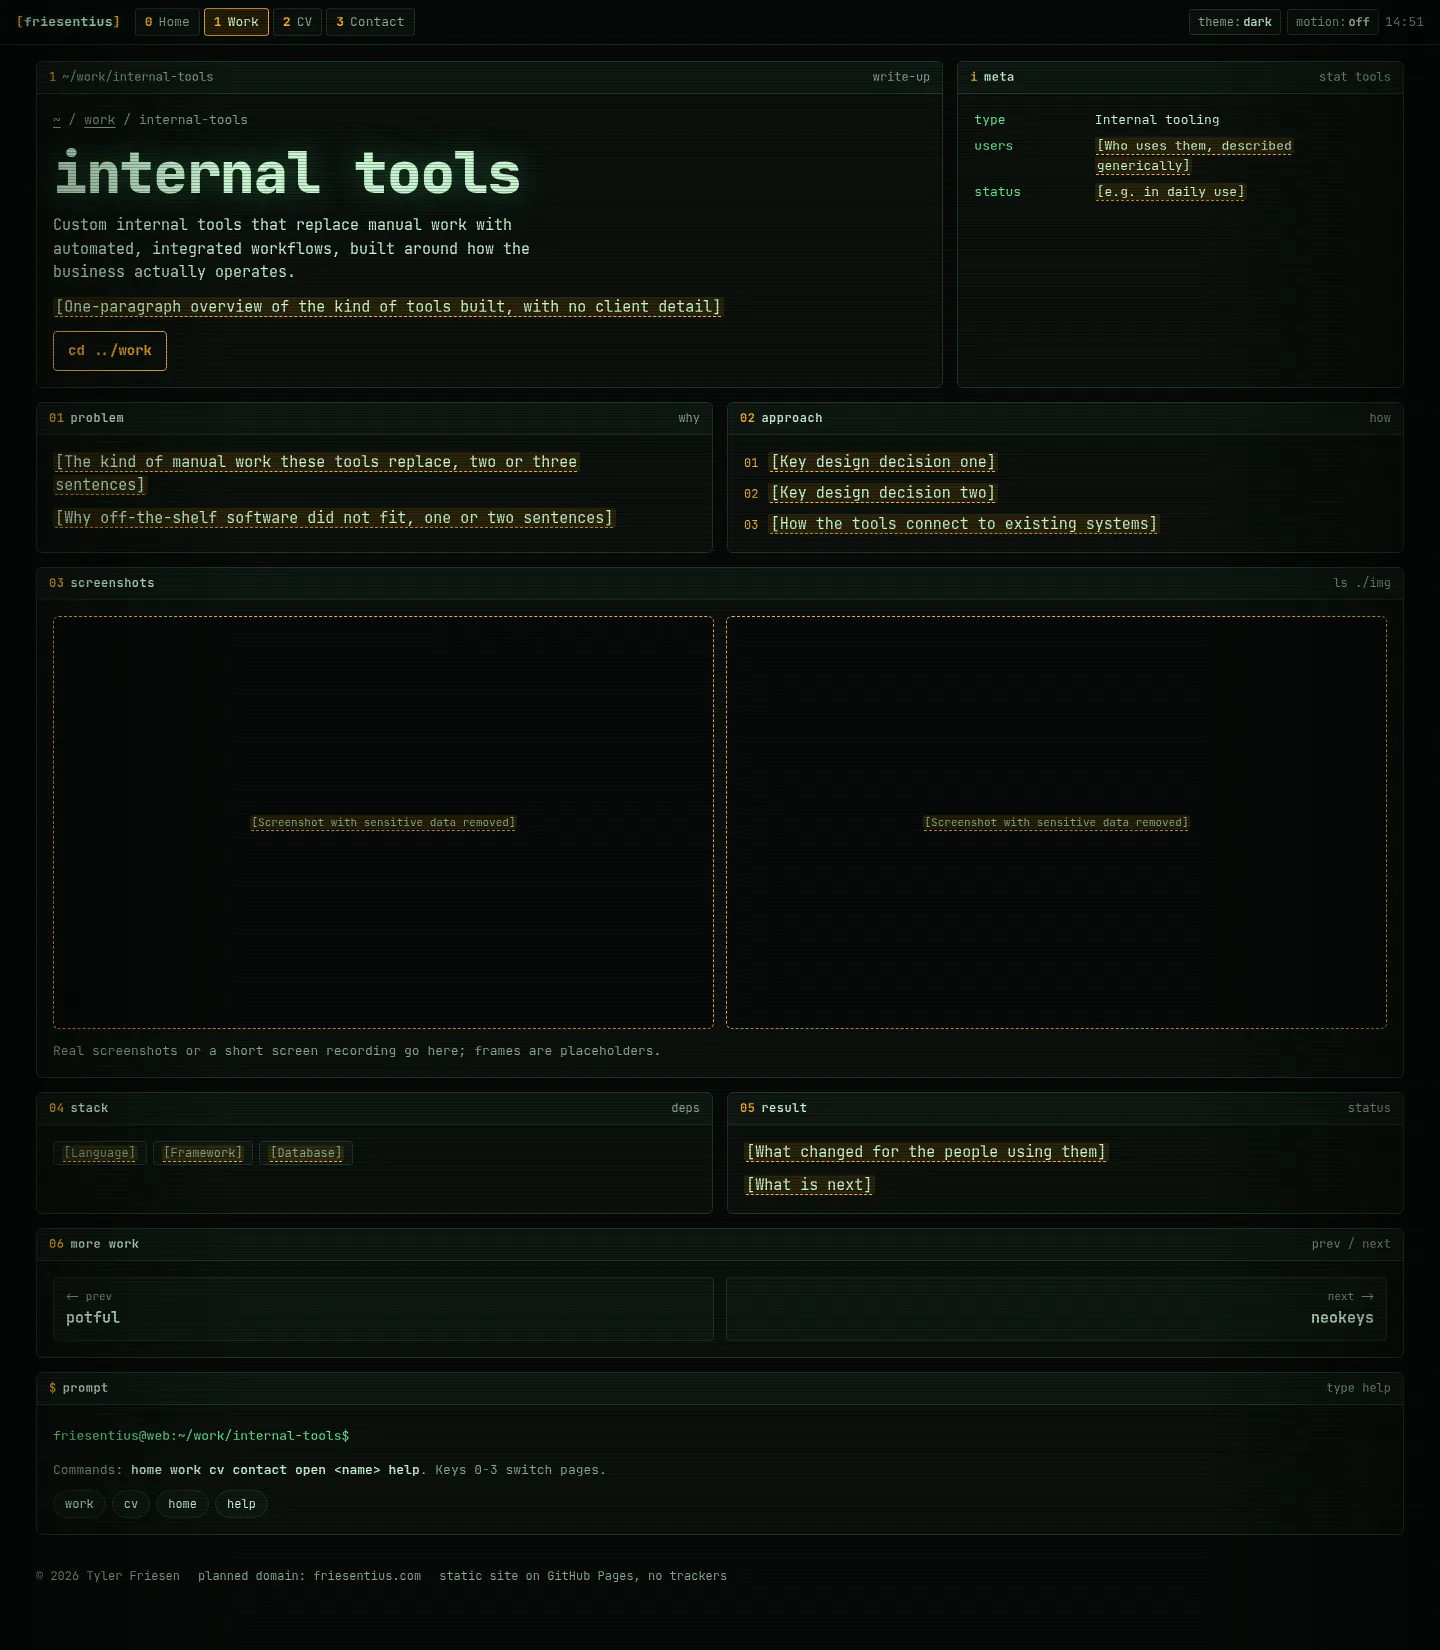 [friesentius] 0 Home 1 Work 2 CV 3 Contact theme:dark motion:off 14:51
1 ~/work/internal-tools write-up
~ / work / internal-tools
internal tools
Custom internal tools that replace manual work with
automated, integrated workflows, built around how the
business actually operates.
[One-paragraph overview of the kind of tools built, with no client detail]
cd ../work
i meta stat tools
type Internal tooling
users [Who uses them, described
generically]
status [e.g. in daily use]
01 problem why
[The kind of manual work these tools replace, two or three
sentences]
[Why off-the-shelf software did not fit, one or two sentences]
02 approach how
01 [Key design decision one]
02 [Key design decision two]
03 [How the tools connect to existing systems]
03 screenshots ls ./img
[Screenshot with sensitive data removed]
[Screenshot with sensitive data removed]
Real screenshots or a short screen recording go here; frames are placeholders.
04 stack deps
[Language] [Framework] [Database]
05 result status
[What changed for the people using them]
[What is next]
06 more work prev / next
← prev
potful
next →
neokeys
$ prompt type help
friesentius@web:~/work/internal-tools$
Commands: home work cv contact open <name> help. Keys 0-3 switch pages.
work cv home help
© 2026 Tyler Friesen planned domain: friesentius.com static site on GitHub Pages, no trackers